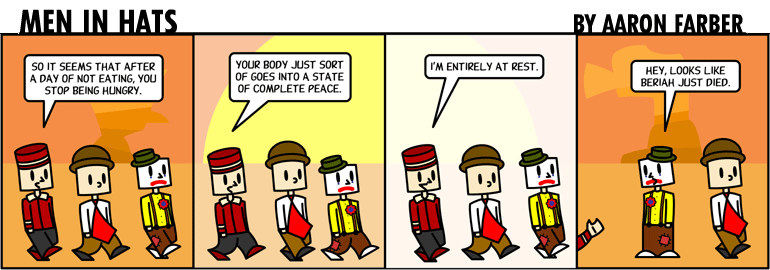 MEN IN HATS
BY AARON FARBER
SO IT SEEMS THAT AFTER
A DAY OF NOT EATING, YOU
STOP BEING HUNGRY.
YOUR BODY JUST SORT
OF GOES INTO A STATE
OF COMPLETE PEACE.
I'M ENTIRELY AT REST.
HEY, LOOKS LIKE
BERIAH JUST DIED.